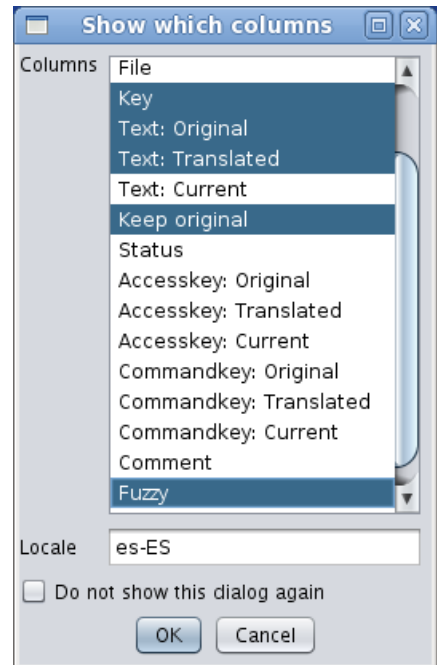 Show which columns
Columns
File
Key
Text: Original
Text: Translated
Text: Current
Keep original
Status
Accesskey: Original
Accesskey: Translated
Accesskey: Current
Commandkey: Original
Commandkey: Translated
Commandkey: Current
Comment
Fuzzy
Locale es-ES
Do not show this dialog again
OK Cancel